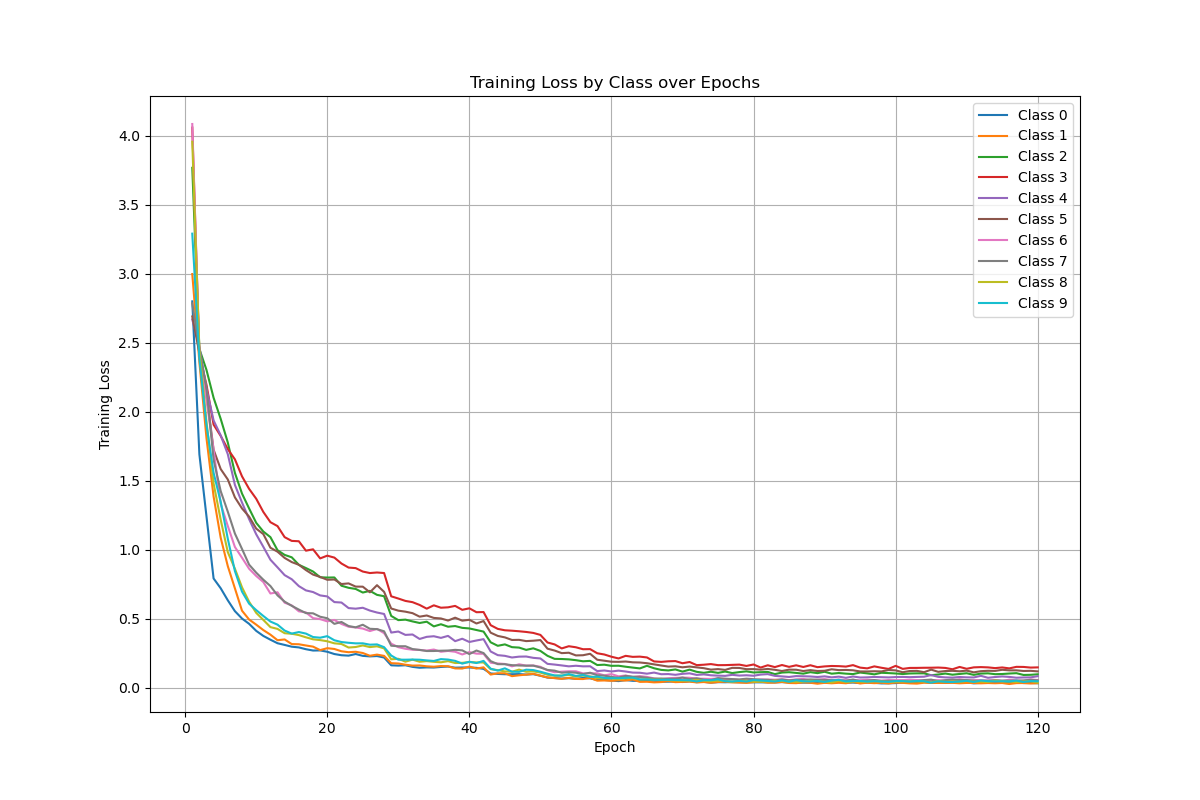 Training Loss by Class over Epochs
Class 0
Class 1
Class 2
Class 3
Class 4
Class 5
Class 6
Class 7
Class 8
Class 9
4.0
3.5
3.0
2.5
2.0
1.5
1.0
0.5
0.0
Training Loss
0 20 40 60 80 100 120
Epoch